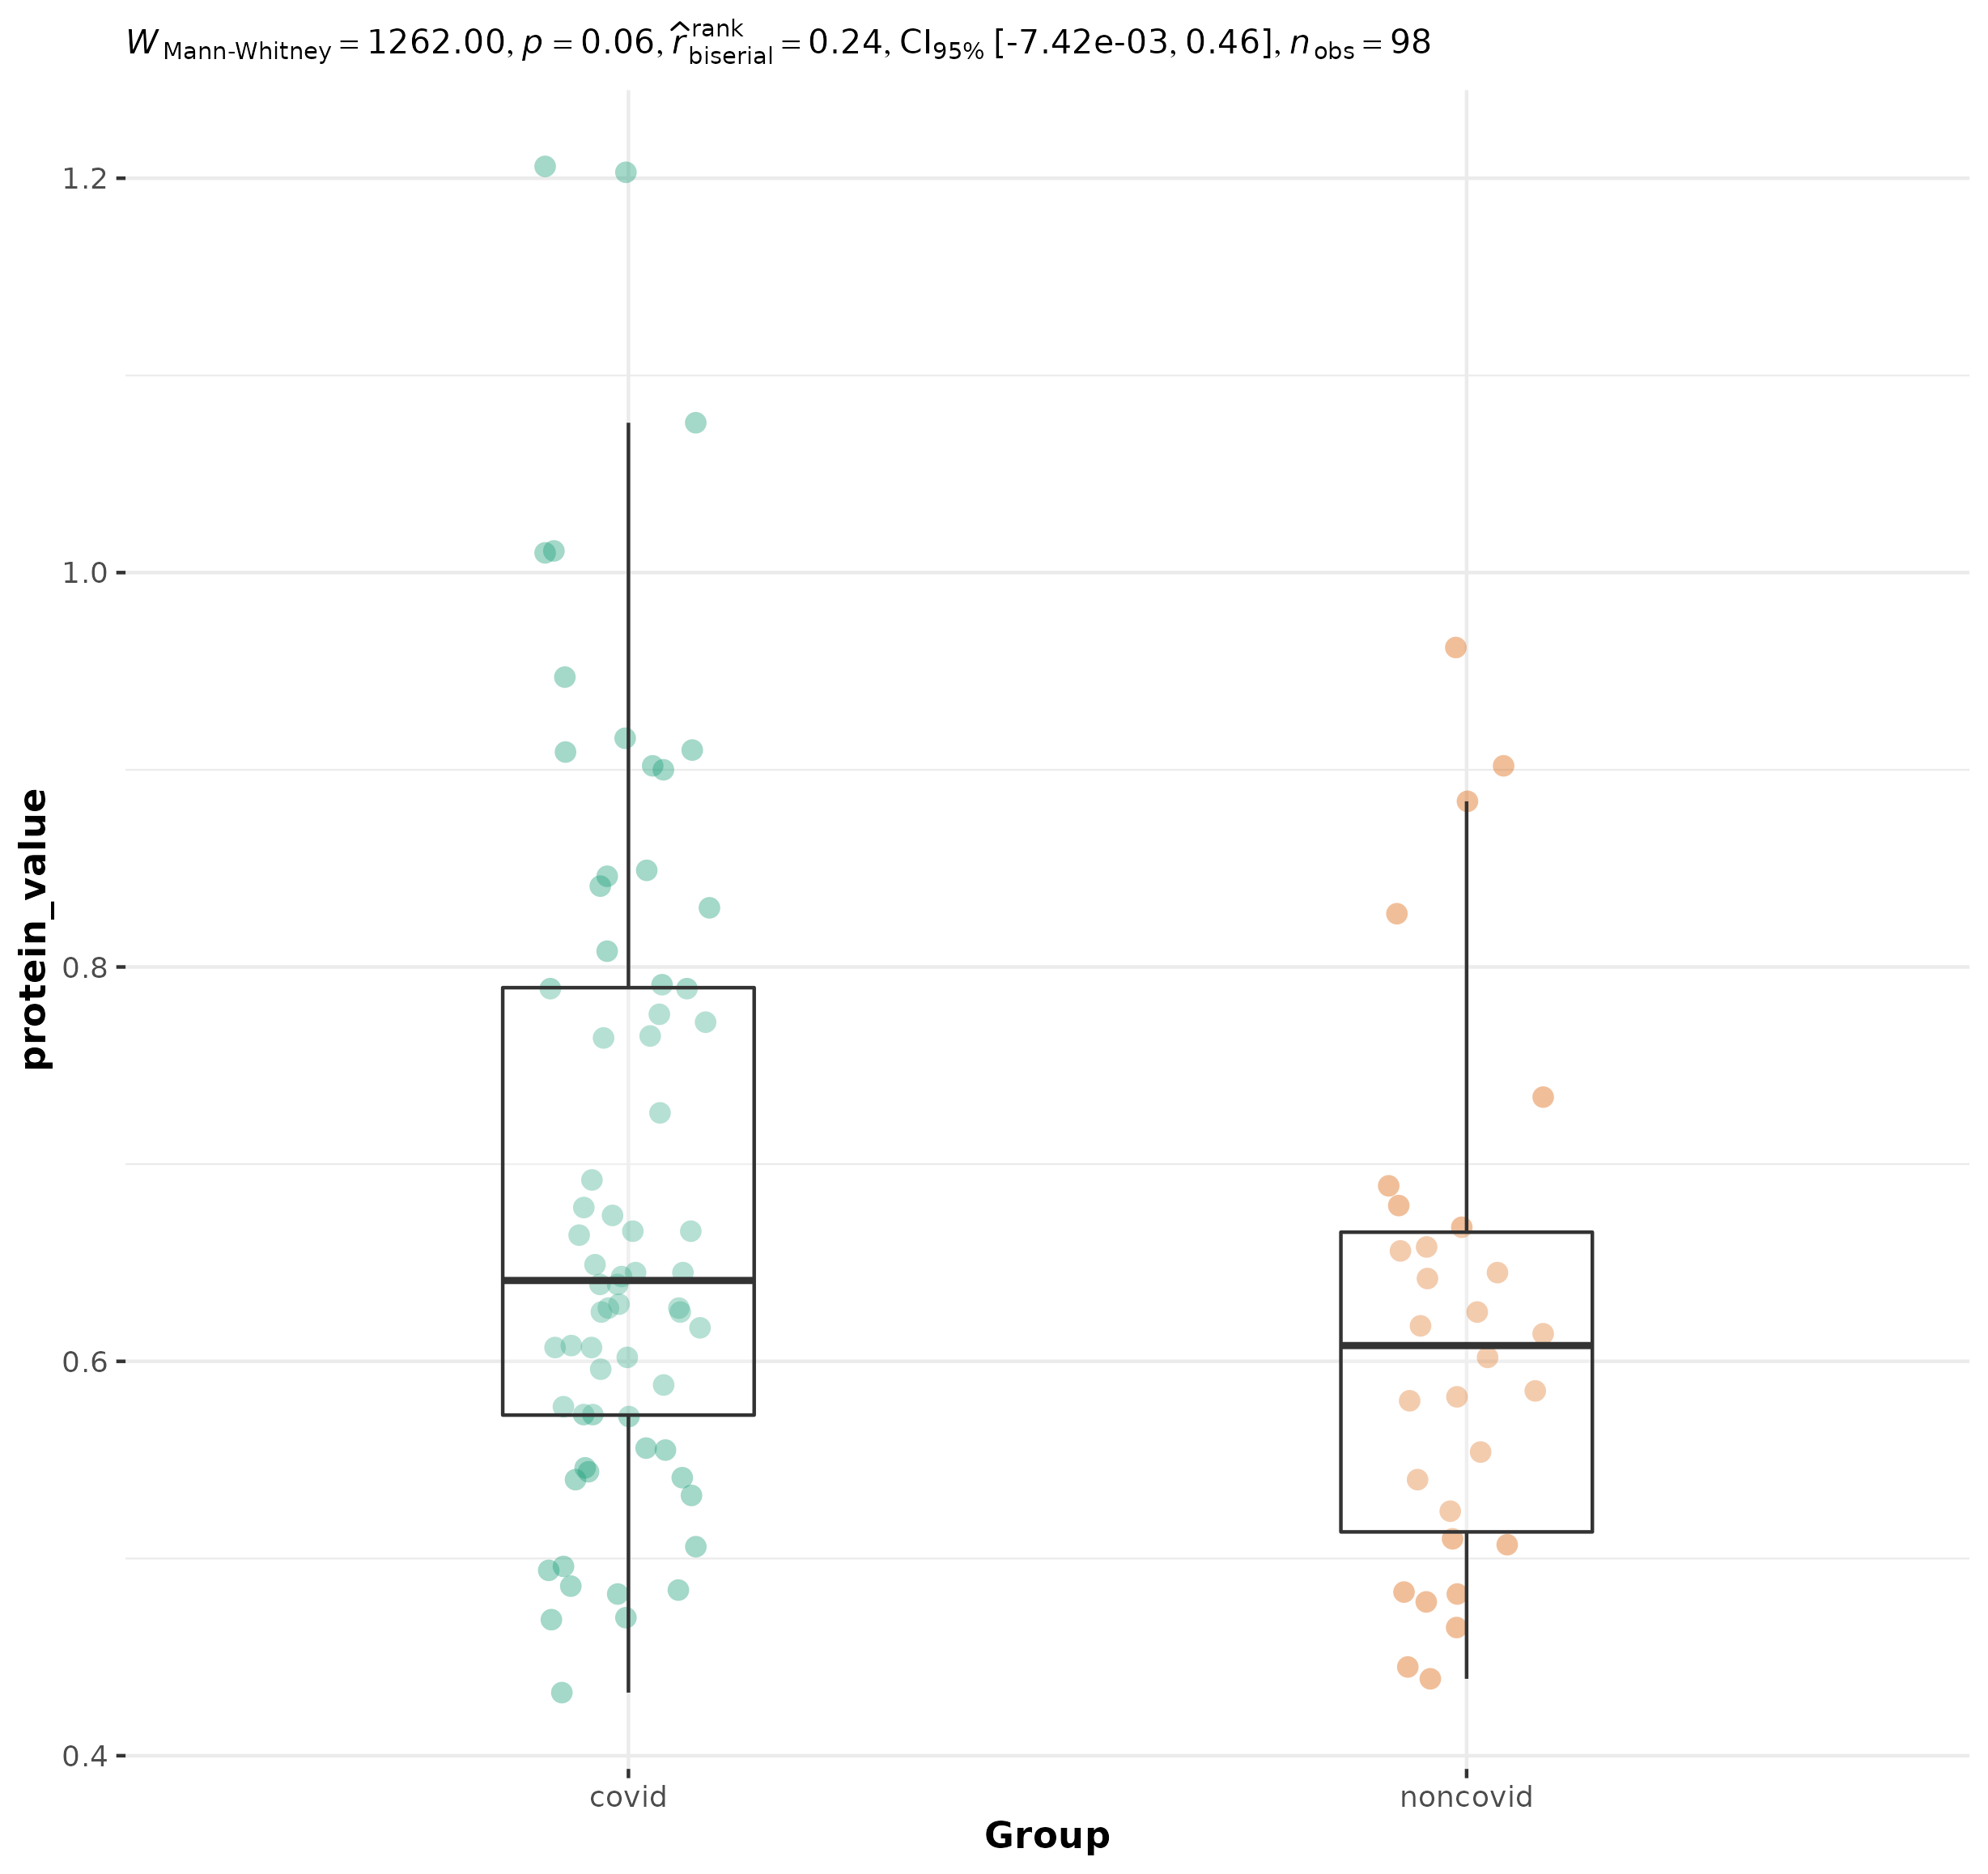 W Mann-Whitney = 1262.00, p = 0.06, r̂ rank biserial = 0.24, CI95% [-7.42e-03, 0.46], n obs = 98
1.2
1.0
0.8
0.6
0.4
protein_value
covid noncovid
Group